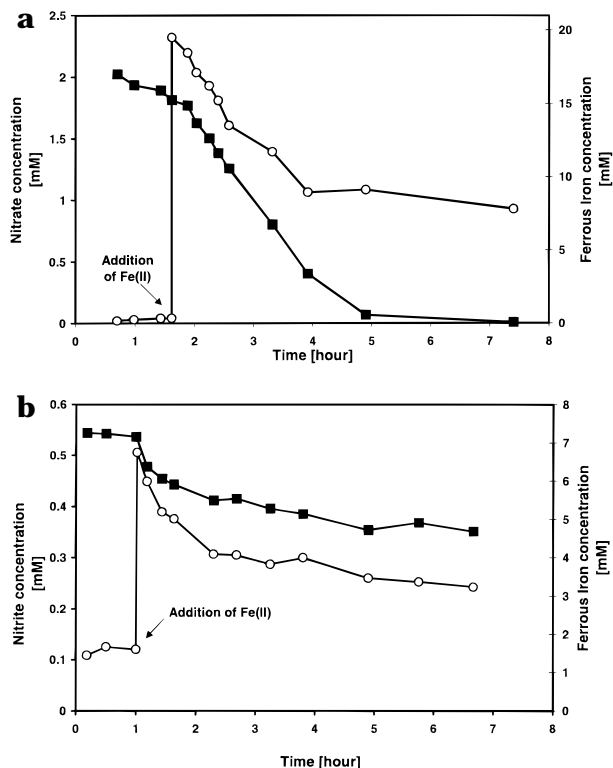 a
2.5
2
1.5
1
0.5
0
20
15
10
5
0
Nitrate concentration
[mM]
Ferrous Iron concentration
[mM]
Addition
of Fe(II)
0 1 2 3 4 5 6 7 8
Time [hour]
b
0.6
0.5
0.4
0.3
0.2
0.1
0
8
7
6
5
4
3
2
1
0
Nitrite concentration
[mM]
Ferrous Iron concentration
[mM]
Addition of Fe(II)
0 1 2 3 4 5 6 7 8
Time [hour]